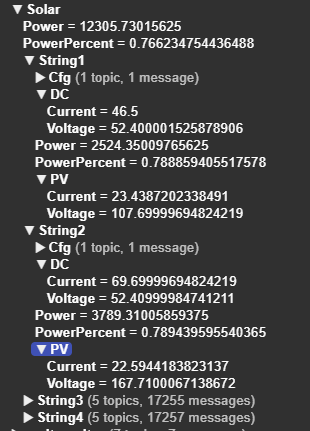 ▼ Solar
Power = 12305.73015625
PowerPercent = 0.766234754436488
▼ String1
▶ Cfg (1 topic, 1 message)
▼ DC
Current = 46.5
Voltage = 52.400001525878906
Power = 2524.35009765625
PowerPercent = 0.788859405517578
▼ PV
Current = 23.4387202338491
Voltage = 107.69999694824219
▼ String2
▶ Cfg (1 topic, 1 message)
▼ DC
Current = 69.69999694824219
Voltage = 52.40999984741211
Power = 3789.31005859375
PowerPercent = 0.789439595540365
▼ PV
Current = 22.5944183823137
Voltage = 167.7100067138672
▶ String3 (5 topics, 17255 messages)
▶ String4 (5 topics, 17257 messages)